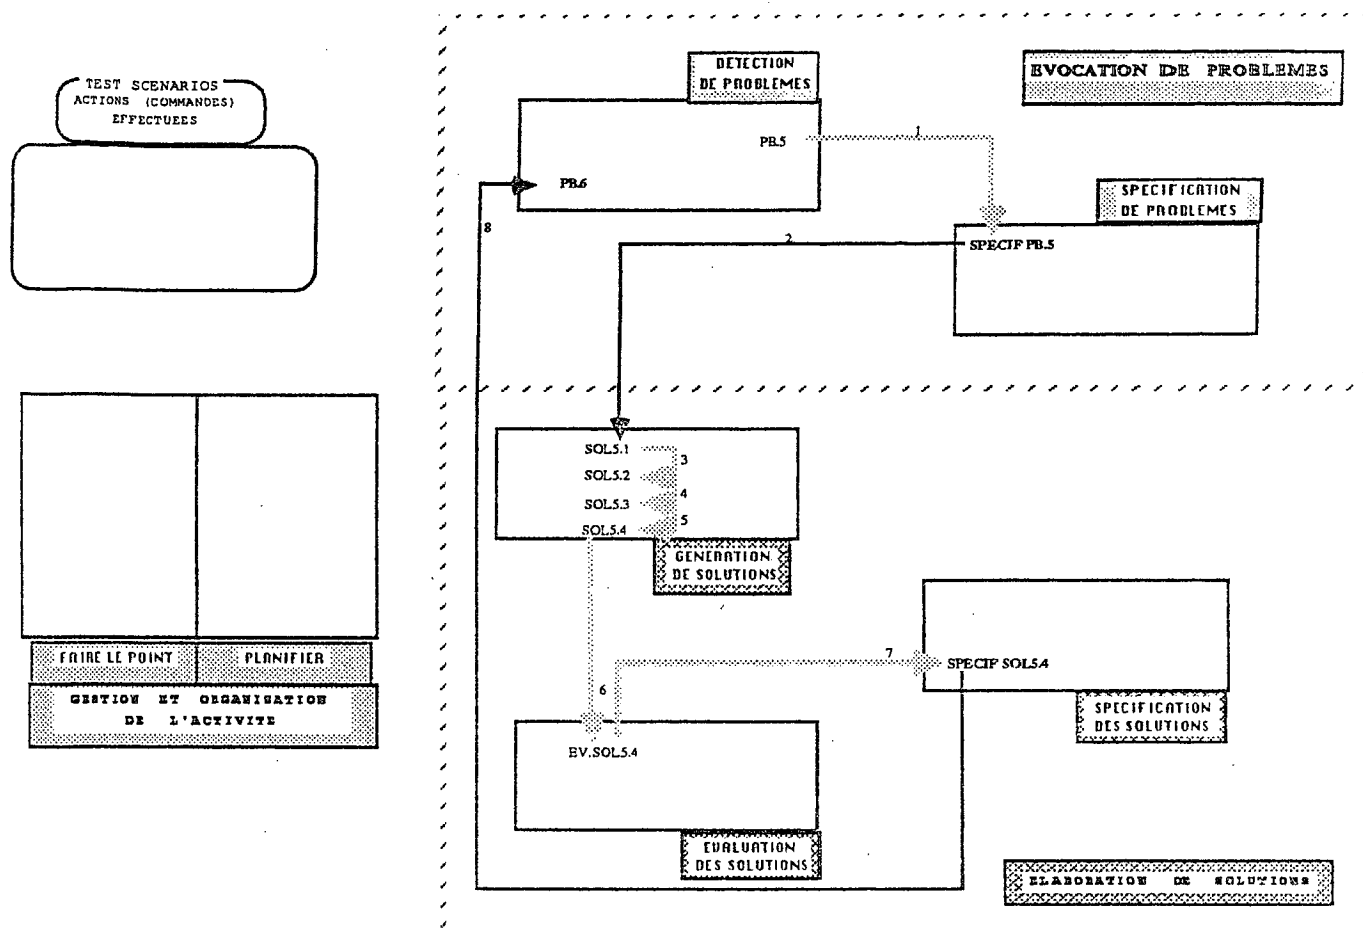 TEST SCENARIOS
ACTIONS (COMMANDES)
EFFECTUEES
DETECTION
DE PROBLEMES
EVOCATION DE PROBLEMES
PB.5
1
PB.6
SPECIFICATION
DE PROBLEMES
8
2
SPECIF PB.5
SOL5.1
3
SOL5.2
4
SOL5.3
5
SOL5.4
GENERATION
DE SOLUTIONS
FAIRE LE POINT
PLANIFIER
GESTION ET ORGANISATION
DE L'ACTIVITE
7
SPECIF SOL5.4
6
SPECIFICATION
DES SOLUTIONS
EV.SOL5.4
EVALUATION
DES SOLUTIONS
ELABORATION DE SOLUTIONS